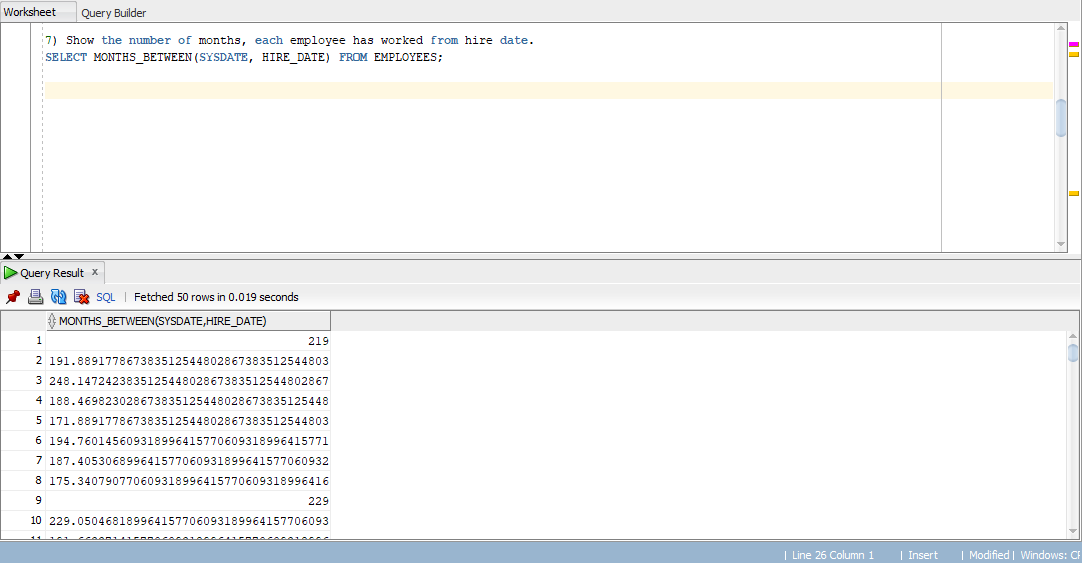 Worksheet Query Builder
7) Show the number of months, each employee has worked from hire date.
SELECT MONTHS_BETWEEN(SYSDATE, HIRE_DATE) FROM EMPLOYEES;
Query Result x
SQL | Fetched 50 rows in 0.019 seconds
MONTHS_BETWEEN(SYSDATE,HIRE_DATE)
1 219
2 191.889177867383512544802867383512544803
3 248.147242383512544802867383512544802867
4 188.469823028673835125448028673835125448
5 171.889177867383512544802867383512544803
6 194.760145609318996415770609318996415771
7 187.405306899641577060931899641577060932
8 175.340790770609318996415770609318996416
9 229
10 229.050468189964157706093189964157706093
11
| Line 26 Column 1 | Insert | Modified | Windows: CF